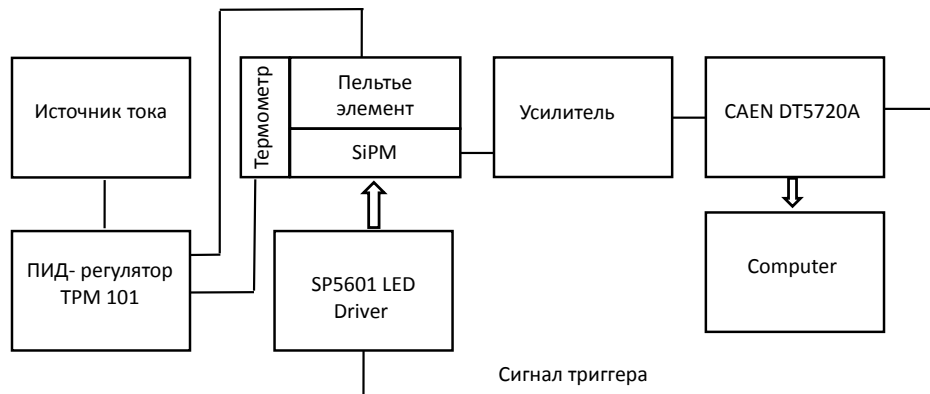 Источник тока
Термометр
Пельтье
элемент
SiPM
Усилитель
CAEN DT5720A
ПИД- регулятор
ТРМ 101
SP5601 LED
Driver
Computer
Сигнал триггера